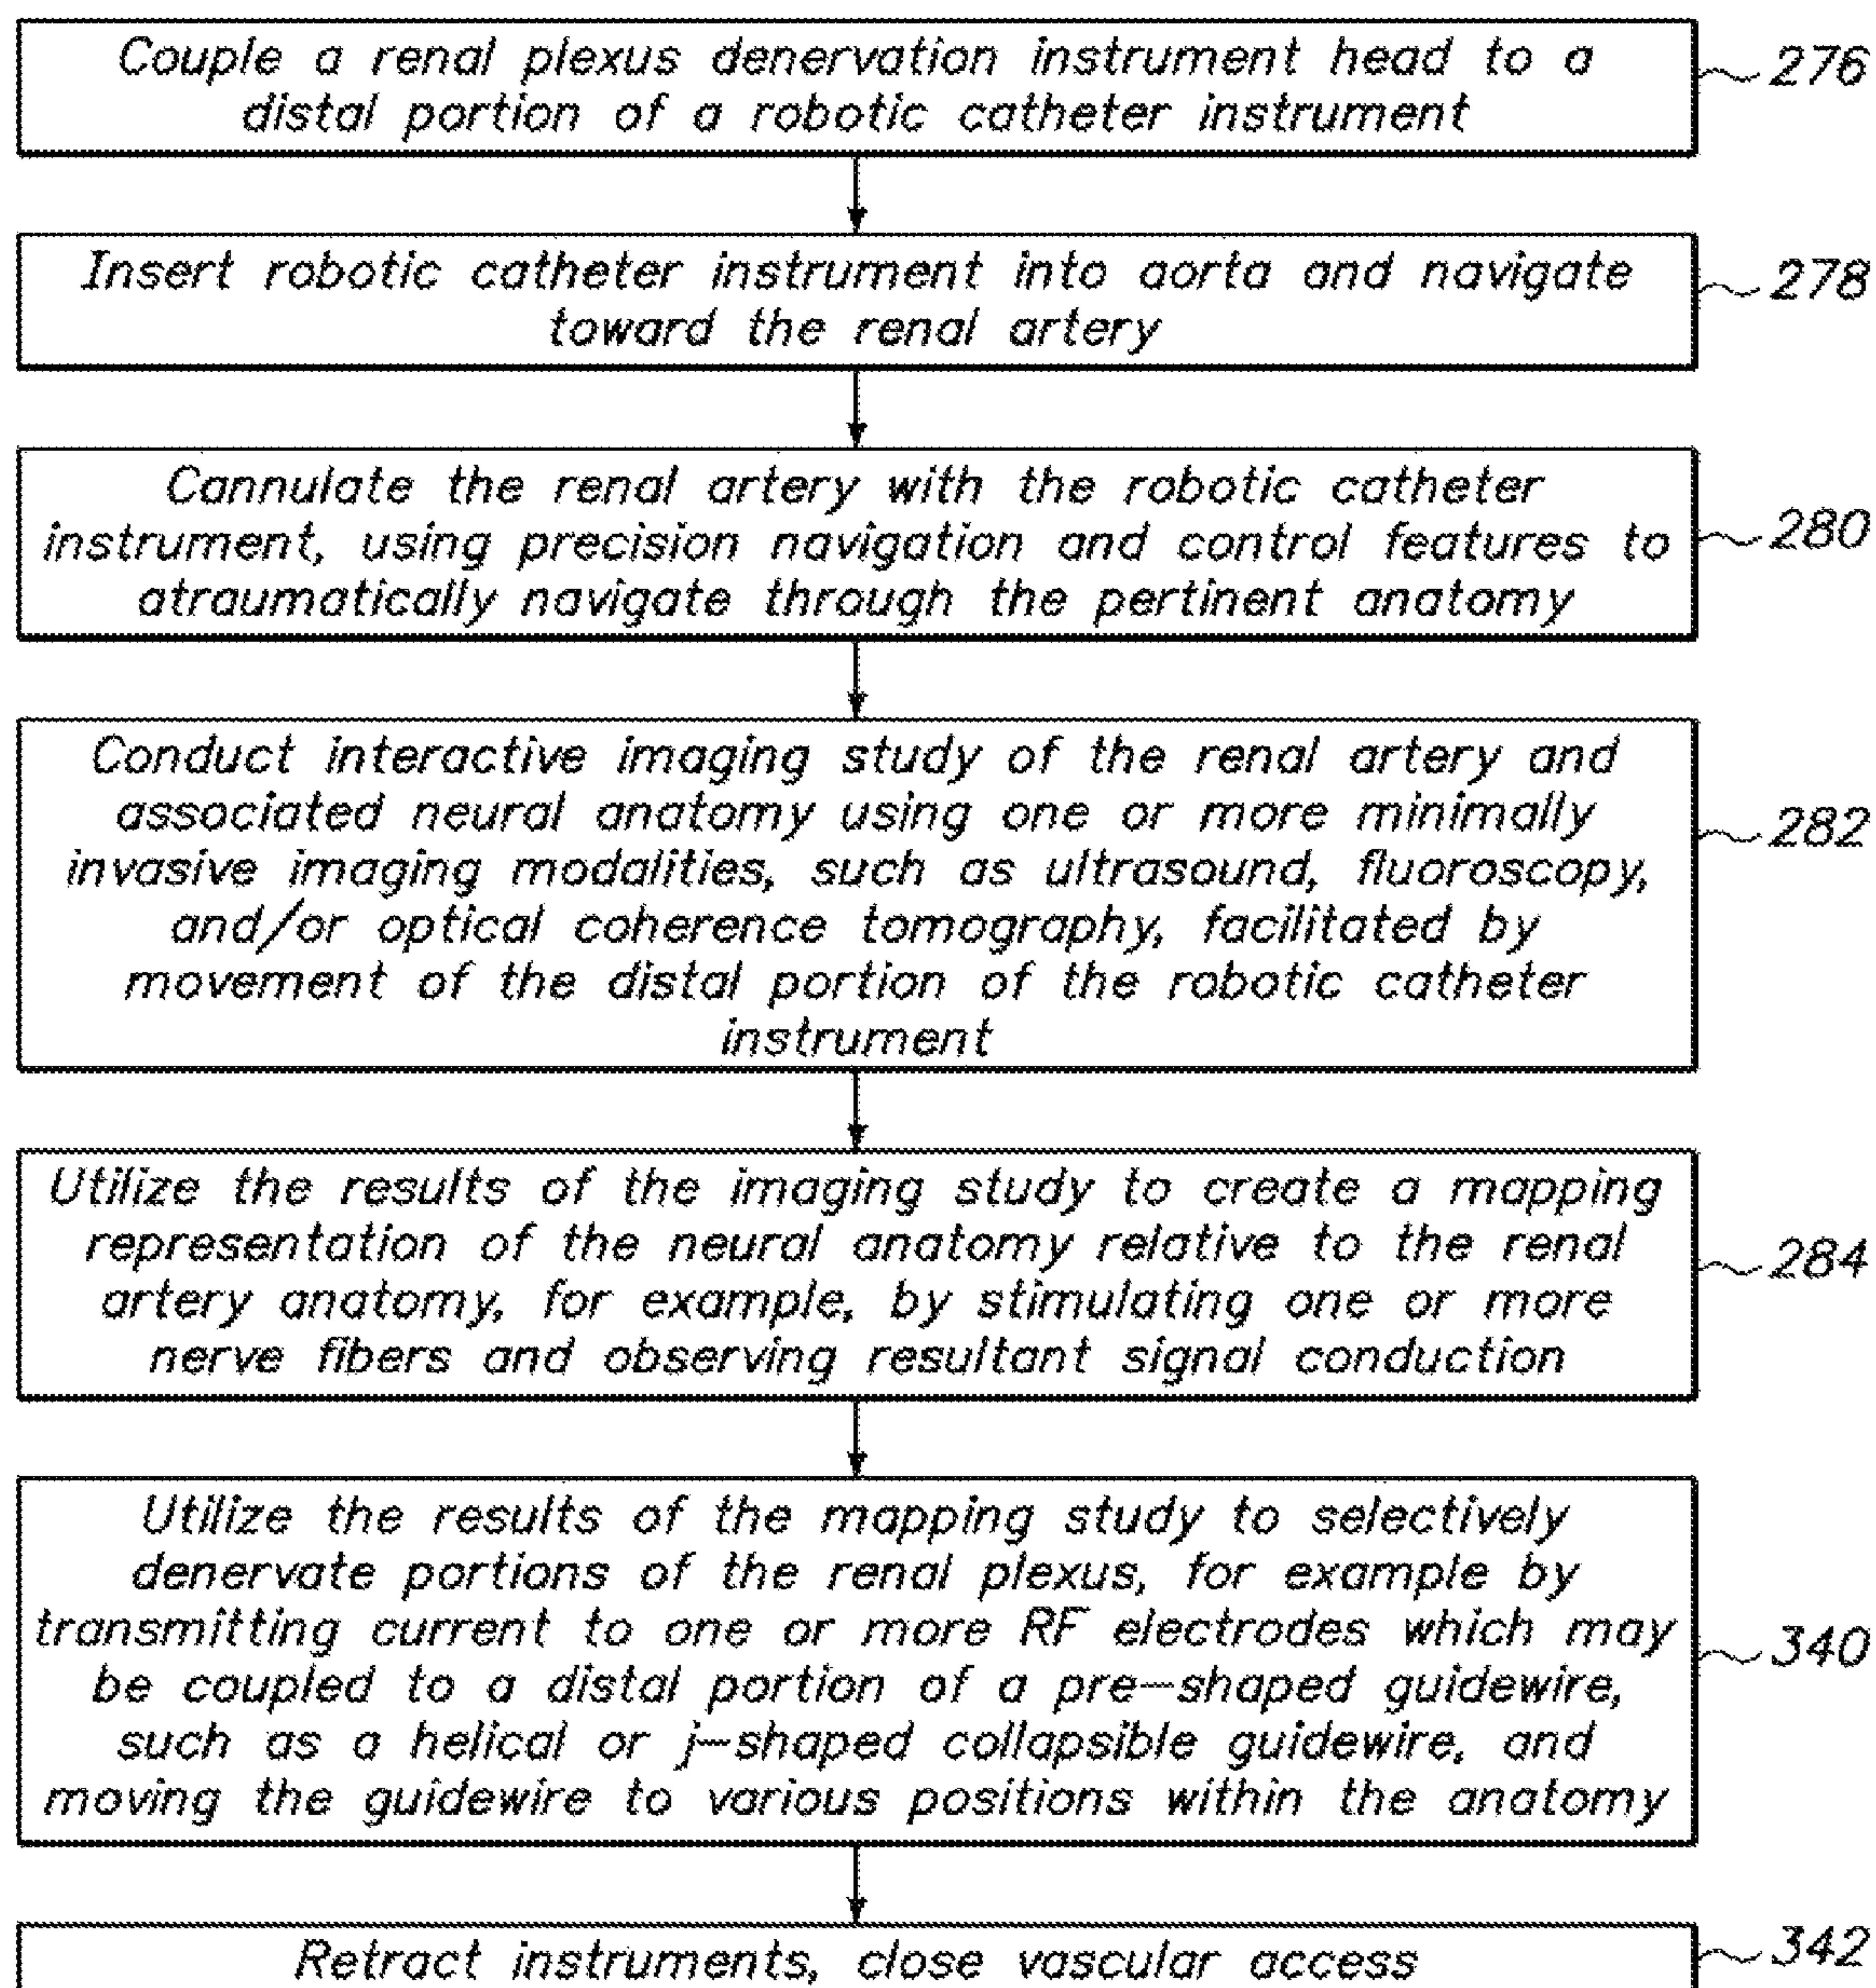 Couple a renal plexus denervation instrument head to a
distal portion of a robotic catheter instrument
276
Insert robotic catheter instrument into aorta and navigate
toward the renal artery
278
Cannulate the renal artery with the robotic catheter
instrument, using precision navigation and control features to
atraumatically navigate through the pertinent anatomy
280
Conduct interactive imaging study of the renal artery and
associated neural anatomy using one or more minimally
invasive imaging modalities, such as ultrasound, fluoroscopy,
and/or optical coherence tomography, facilitated by
movement of the distal portion of the robotic catheter
instrument
282
Utilize the results of the imaging study to create a mapping
representation of the neural anatomy relative to the renal
artery anatomy, for example, by stimulating one or more
nerve fibers and observing resultant signal conduction
284
Utilize the results of the mapping study to selectively
denervate portions of the renal plexus, for example by
transmitting current to one or more RF electrodes which may
be coupled to a distal portion of a pre-shaped guidewire,
such as a helical or j-shaped collapsible guidewire, and
moving the guidewire to various positions within the anatomy
340
Retract instruments, close vascular access
342